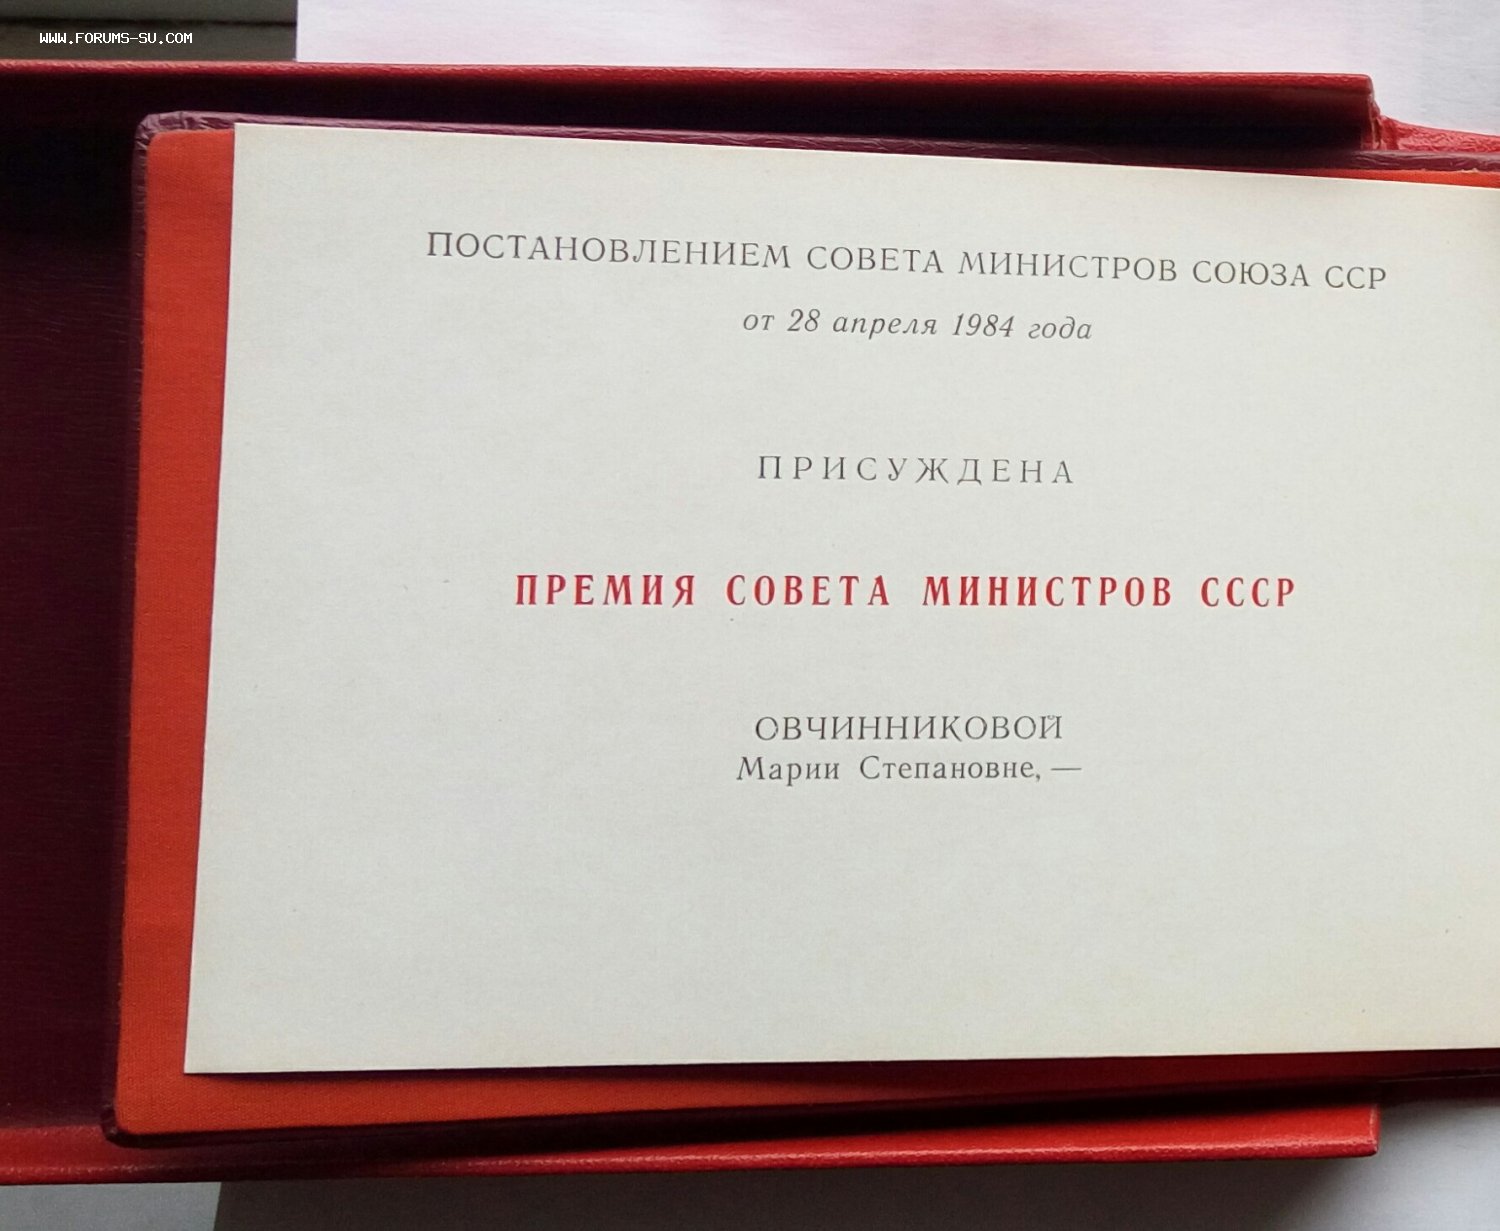 WWW.FORUMS-SU.COM
ПОСТАНОВЛЕНИЕМ СОВЕТА МИНИСТРОВ СОЮЗА ССР
от 28 апреля 1984 года
ПРИСУЖДЕНА
ПРЕМИЯ СОВЕТА МИНИСТРОВ СССР
ОВЧИННИКОВОЙ
Марии Степановне, —